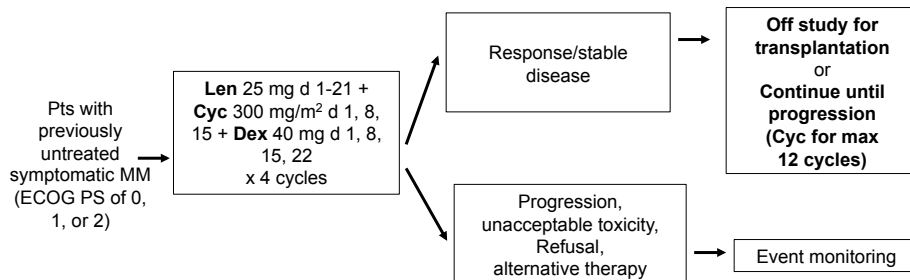 Pts with
previously
untreated
symptomatic MM
(ECOG PS of 0,
1, or 2)
Len 25 mg d 1-21 +
Cyc 300 mg/m² d 1, 8,
15 + Dex 40 mg d 1, 8,
15, 22
x 4 cycles
Response/stable
disease
Off study for
transplantation
or
Continue until
progression
(Cyc for max
12 cycles)
Progression,
unacceptable toxicity,
Refusal,
alternative therapy
Event monitoring